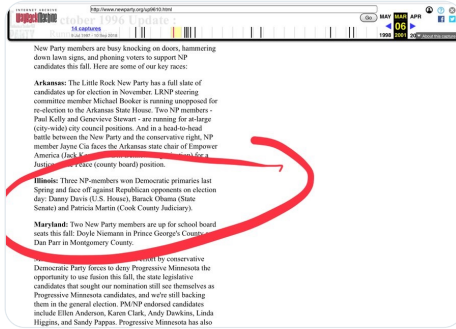 INTERNET ARCHIVE
http://www.newparty.org/up9610.html
Go
MAY MAR APR
14 captures
06
9 Jul 1997 - 10 Sep 2018
1998 2001
About this capture
October 1996 Update :
New Party members are busy knocking on doors, hammering
down lawn signs, and phoning voters to support NP
candidates this fall. Here are some of our key races:
Arkansas: The Little Rock New Party has a full slate of
candidates up for election in November. LRNP steering
committee member Michael Booker is running unopposed for
re-election to the Arkansas State House. Two NP members -
Paul Kelly and Genevieve Stewart - are running for at-large
(city-wide) city council positions. And in a head-to-head
battle between the New Party and the conservative right, NP
member Jayne Cia faces the Arkansas state chair of Empower
America (Jack for a
Justice Peace (county board) position.
Illinois: Three NP-members won Democratic primaries last
Spring and face off against Republican opponents on election
day: Danny Davis (U.S. House), Barack Obama (State
Senate) and Patricia Martin (Cook County Judiciary).
Maryland: Two New Party members are up for school board
seats this fall: Doyle Niemann in Prince George's County
Dan Parr in Montgomery County.
by conservative
Democratic Party forces to deny Progressive Minnesota the
opportunity to use fusion this fall, the state legislative
candidates that sought our nomination still see themselves as
Progressive Minnesota candidates, and we're still backing
them in the general election. PM/NP endorsed candidates
include Ellen Anderson, Karen Clark, Andy Dawkins, Linda
Higgins, and Sandy Pappas. Progressive Minnesota has also